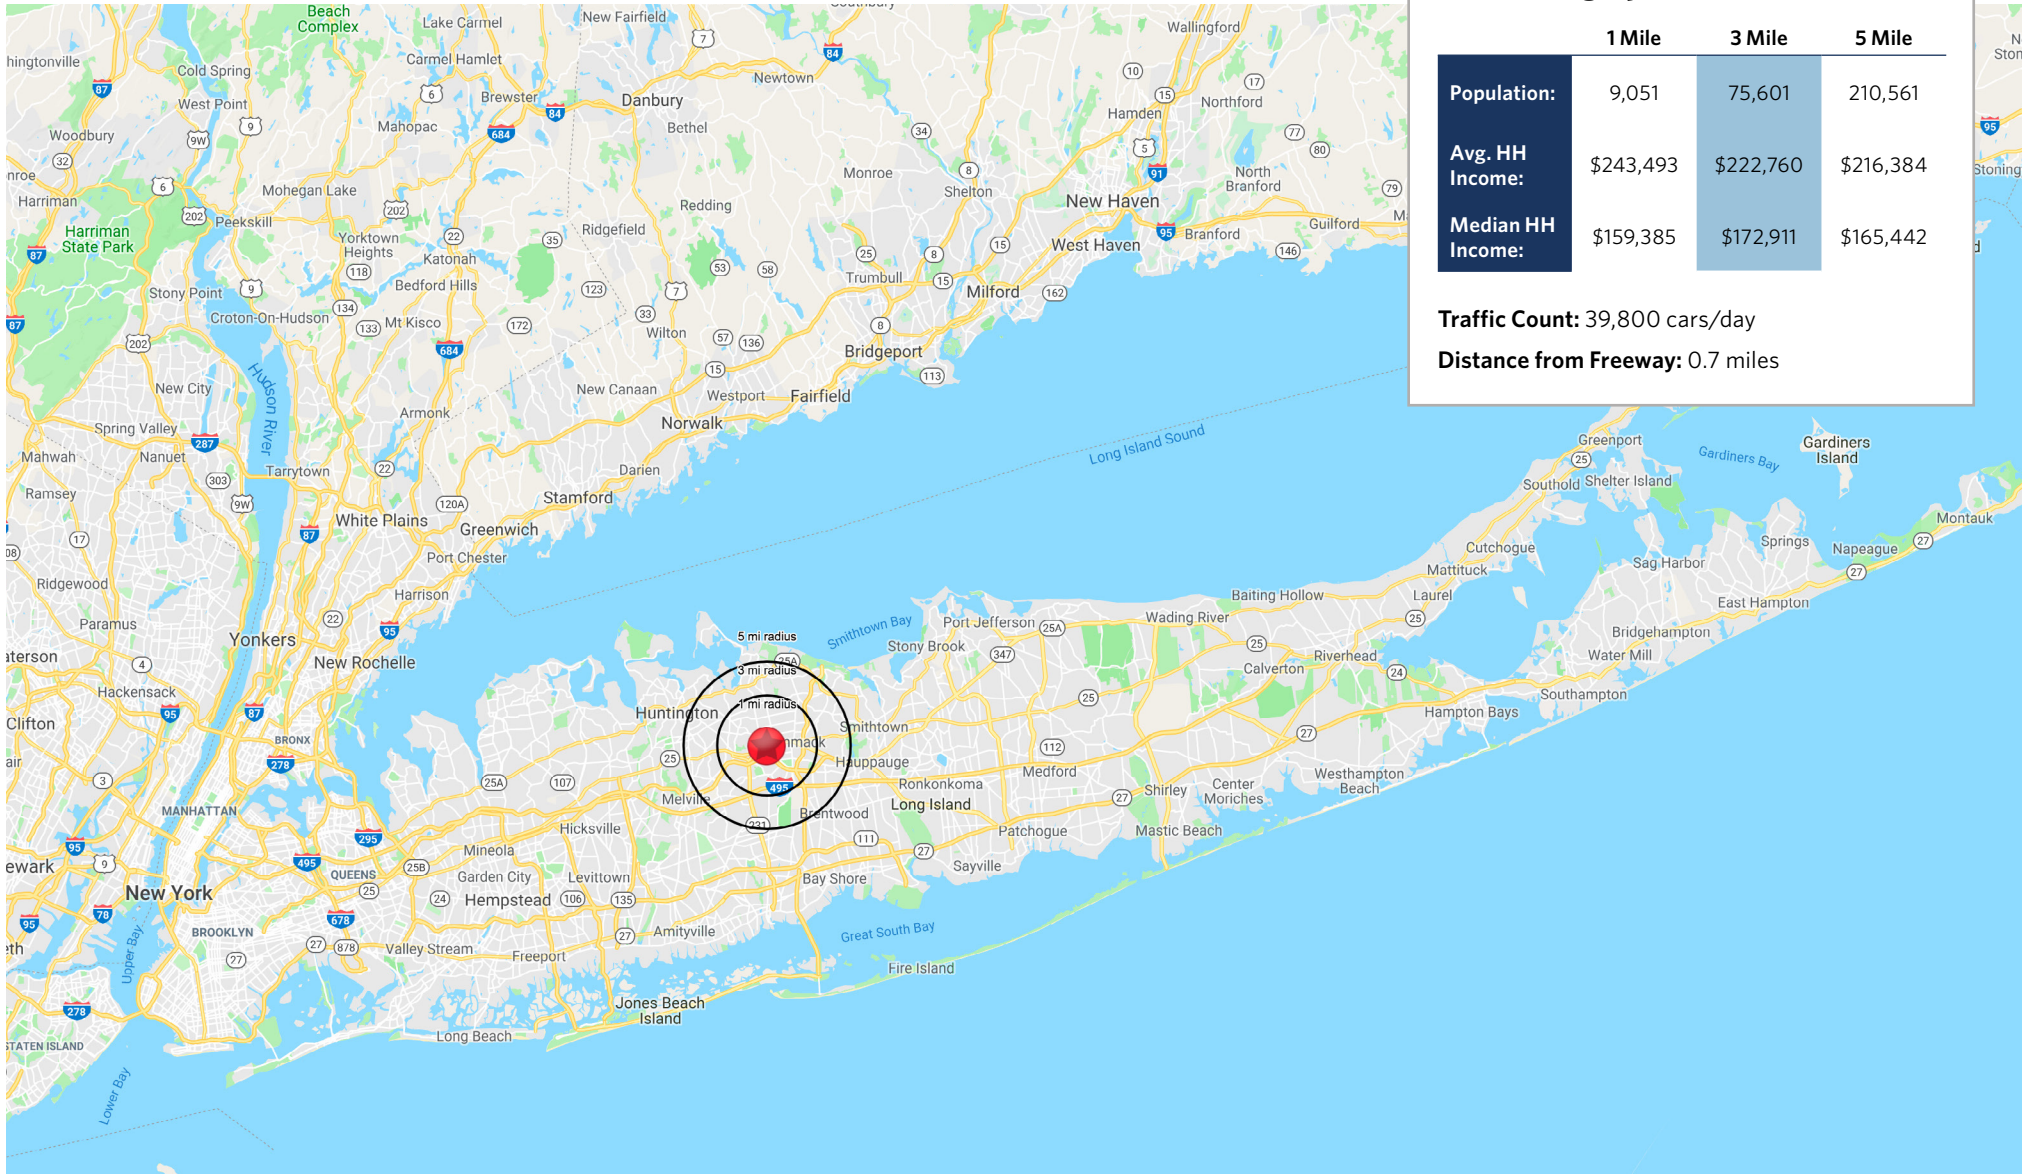 1 Mile 3 Mile 5 Mile
Population: 9,051 75,601 210,561
Avg. HH
Income: $243,493 $222,760 $216,384
Median HH
Income: $159,385 $172,911 $165,442
Traffic Count: 39,800 cars/day
Distance from Freeway: 0.7 miles
Beach
Complex
Lake Carmel
New Fairfield
Wallingford
hingtonville
Cold Spring
Carmel Hamlet
Newtown
West Point
Brewster
Danbury
Northford
Hamden
Woodbury
Mahopac
Bethel
Monroe
North
Branford
Harriman
Mohegan Lake
Shelton
Redding
New Haven
Peekskill
Harriman
State Park
Yorktown
Heights
Ridgefield
West Haven
Branford
Guilford
Katonah
Trumbull
Stony Point
Bedford Hills
Milford
Croton-On-Hudson
Mt Kisco
Wilton
Bridgeport
New City
Hudson River
New Canaan
Westport
Fairfield
Armonk
Norwalk
Spring Valley
Long Island Sound
Greenport
Gardiners
Island
Gardiners Bay
Mahwah
Nanuet
Tarrytown
Darien
Ramsey
Stamford
Southold
Shelter Island
White Plains
Greenwich
Montauk
Port Chester
Cutchogue
Springs
Napeague
Ridgewood
Harrison
Mattituck
Sag Harbor
Baiting Hollow
Laurel
East Hampton
Paramus
Yonkers
5 mi radius
Smithtown Bay
Port Jefferson
Wading River
Bridgehampton
aterson
New Rochelle
3 mi radius
Stony Brook
Calverton
Riverhead
Water Mill
Hackensack
1 mi radius
Southampton
Clifton
Huntington
Smithtown
Hampton Bays
BRONX
mmack
Hauppauge
Medford
Westhampton
Beach
Ronkonkoma
Center
Moriches
Shirley
MANHATTAN
Melville
Brentwood
Long Island
Hicksville
Patchogue
Mastic Beach
Mineola
ewark
QUEENS
Garden City
Levittown
Bay Shore
Sayville
New York
Hempstead
BROOKLYN
Valley Stream
Freeport
Amityville
Great South Bay
Upper Bay
Fire Island
Jones Beach
Island
Long Beach
STATEN ISLAND
Lower Bay